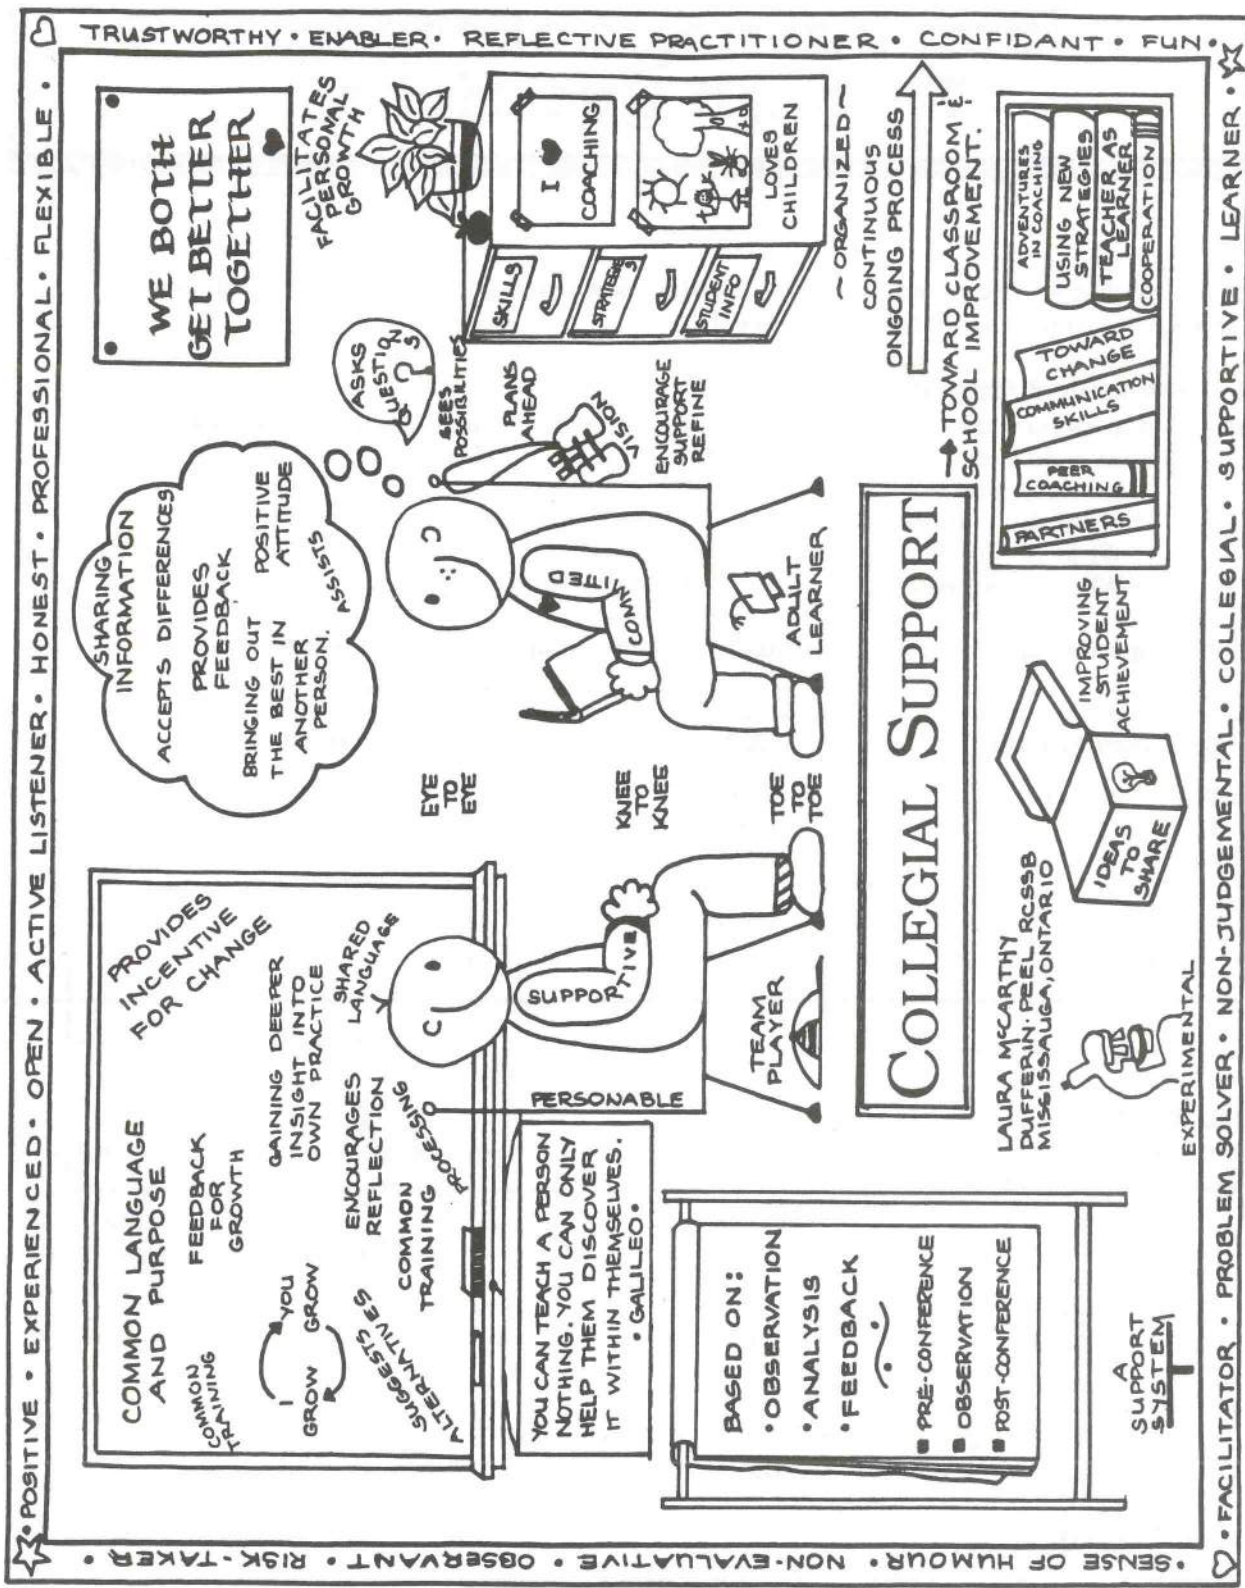 • POSITIVE • EXPERIENCED • OPEN • ACTIVE LISTENER • HONEST • PROFESSIONAL • FLEXIBLE •
TRUSTWORTHY • ENABLER • REFLECTIVE PRACTITIONER • CONFIDANT • FUN •
• FACILITATOR • PROBLEM SOLVER • NON-JUDGEMENTAL • COLLEGIAL • SUPPORTIVE • LEARNER •
• SENSE OF HUMOUR • NON-EVALUATIVE • OBSERVANT • RISK-TAKER •
COMMON LANGUAGE
AND PURPOSE
PROVIDES
INCENTIVE
FOR CHANGE
COMMON
TRAINING
FEEDBACK
FOR
GROWTH
I
GROW
YOU
GROW
GAINING DEEPER
INSIGHT INTO
OWN PRACTICE
SHARED
LANGUAGE
ENCOURAGES
REFLECTION
SUGGESTS
ALTERNATIVES
COMMON
TRAINING
PROCESSING
SHARING
INFORMATION
ACCEPTS DIFFERENCES
PROVIDES
FEEDBACK
BRINGING OUT
THE BEST IN
ANOTHER
PERSON.
POSITIVE
ATTITUDE
ASSISTS
WE BOTH
GET BETTER
TOGETHER
ASKS
QUESTIONS
?
FACILITATES
PERSONAL
GROWTH
SEES
POSSIBILITIES
PLANS
AHEAD
VISION
ENCOURAGE
SUPPORT
REFINE
SKILLS
STRATEGIES
STUDENT
INFO
I ♥
COACHING
LOVES
CHILDREN
~ ORGANIZED ~
YOU CAN TEACH A PERSON
NOTHING. YOU CAN ONLY
HELP THEM DISCOVER
IT WITHIN THEMSELVES.
• GALILEO •
PERSONABLE
SUPPORTIVE
TEAM
PLAYER
EYE
TO
EYE
KNEE
TO
KNEE
TOE
TO
TOE
COMMITTED
ADULT
LEARNER
CONTINUOUS
ONGOING PROCESS
→ TOWARD CLASSROOM &
SCHOOL IMPROVEMENT.
COLLEGIAL SUPPORT
BASED ON:
• OBSERVATION
• ANALYSIS
• FEEDBACK
■ PRE-CONFERENCE
■ OBSERVATION
■ POST-CONFERENCE
A
SUPPORT
SYSTEM
LAURA McCARTHY
DUFFERIN-PEEL RCSSB
MISSISSAUGA, ONTARIO
EXPERIMENTAL
IDEAS
TO
SHARE
IMPROVING
STUDENT
ACHIEVEMENT
PARTNERS
PEER
COACHING
COMMUNICATION
SKILLS
TOWARD
CHANGE
ADVENTURES
IN COACHING
USING NEW
STRATEGIES
TEACHER AS
LEARNER
COOPERATION